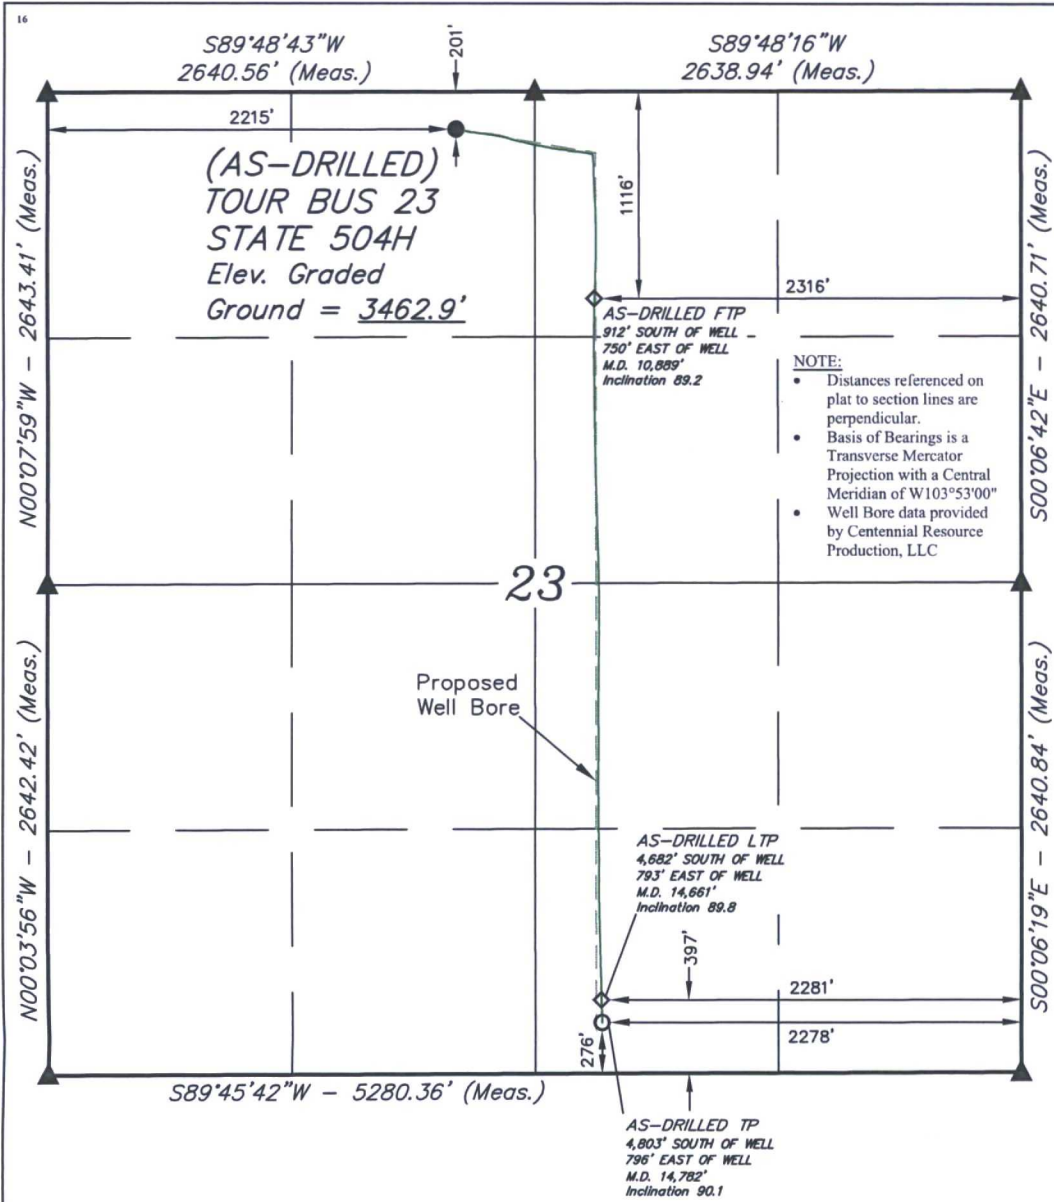 16
S89°48'43"W
2640.56' (Meas.)
201'
S89°48'16"W
2638.94' (Meas.)
2215'
(AS-DRILLED)
TOUR BUS 23
STATE 504H
Elev. Graded
Ground = 3462.9'
1116'
2316'
AS-DRILLED FTP
912' SOUTH OF WELL
750' EAST OF WELL
M.D. 10,889'
Inclination 89.2
NOTE:
• Distances referenced on
plat to section lines are
perpendicular.
• Basis of Bearings is a
Transverse Mercator
Projection with a Central
Meridian of W103°53'00"
• Well Bore data provided
by Centennial Resource
Production, LLC
N00°07'59"W - 2643.41' (Meas.)
S00°06'42"E - 2640.71' (Meas.)
23
Proposed
Well Bore
N00°03'56"W - 2642.42' (Meas.)
S00°06'19"E - 2640.84' (Meas.)
AS-DRILLED LTP
4,682' SOUTH OF WELL
793' EAST OF WELL
M.D. 14,661'
Inclination 89.8
397'
2281'
2278'
276'
S89°45'42"W - 5280.36' (Meas.)
AS-DRILLED TP
4,803' SOUTH OF WELL
796' EAST OF WELL
M.D. 14,782'
Inclination 90.1